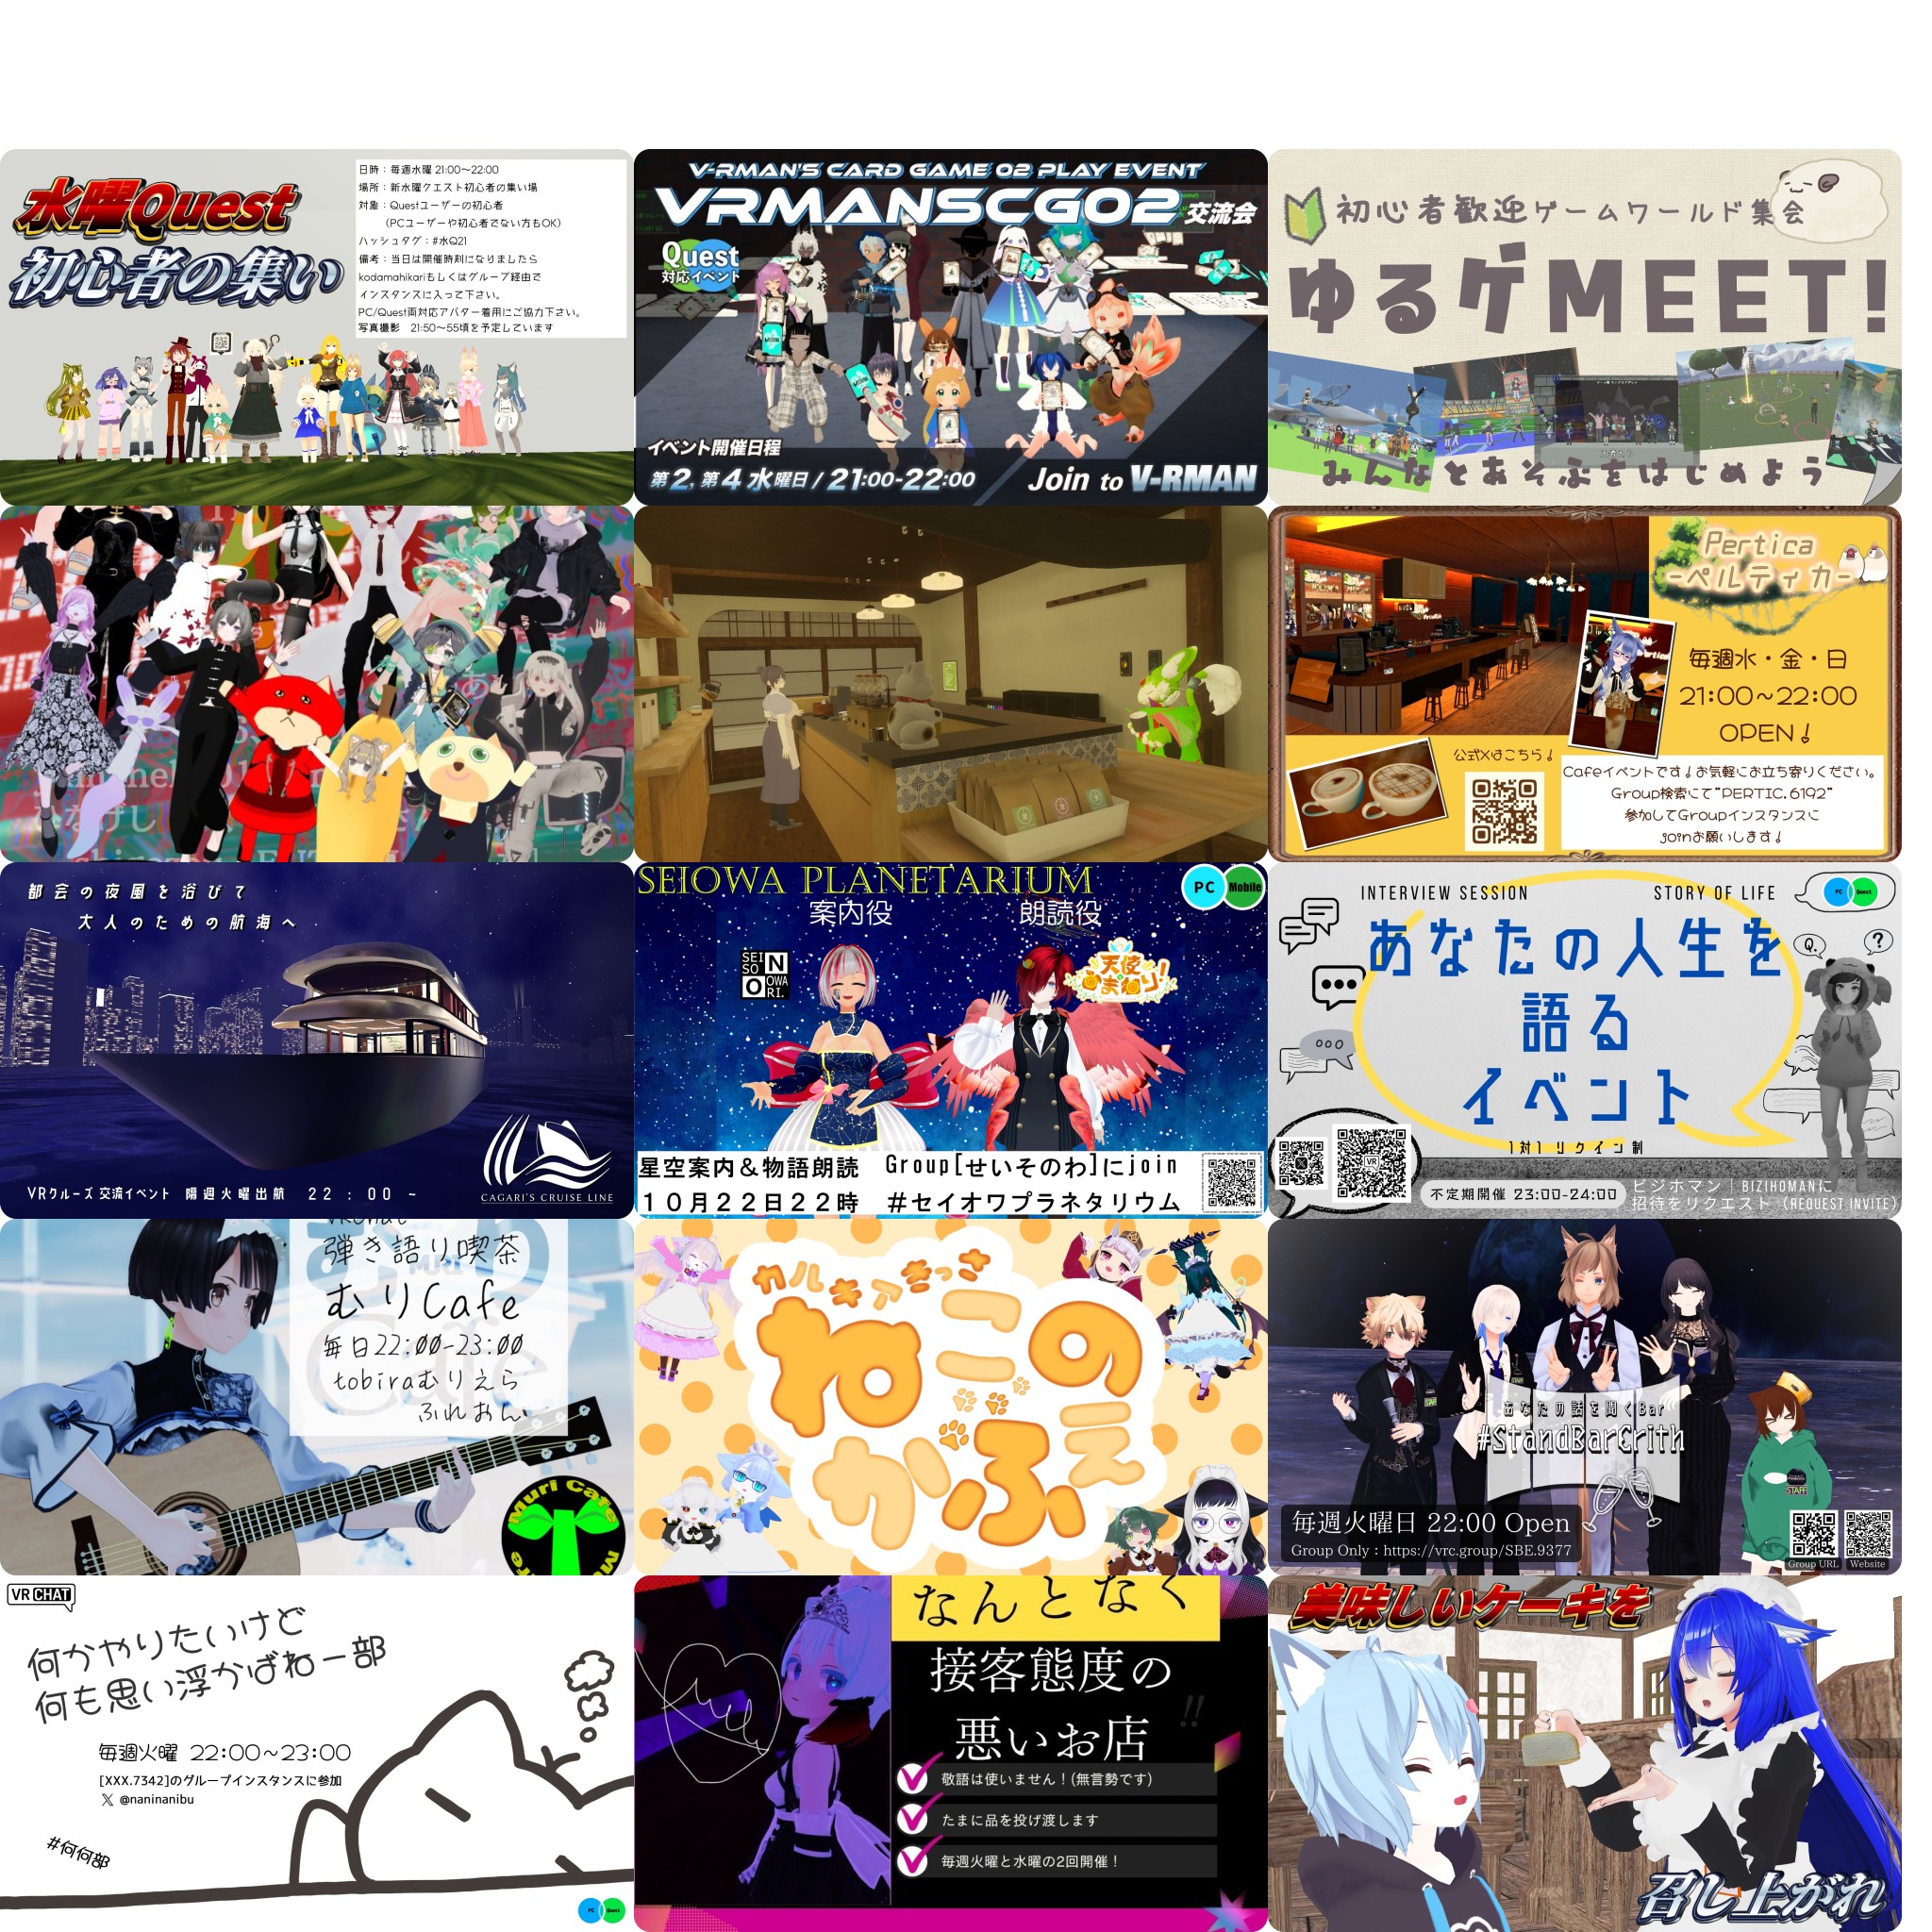 水曜Quest
初心者の集い
日時：毎週水曜 21:00〜22:00
場所：新水曜クエスト初心者の集い場
対象：Questユーザーの初心者
(PCユーザーや初心者でない方もOK)
ハッシュタグ：#水Q21
備考：当日は開催時刻になりましたら
kodamahikariもしくはグループ経由で
インスタンスに入って下さい。
PC/Quest両対応アバター着用にご協力下さい。
写真撮影　21:50〜55頃を予定しています
V-RMAN'S CARD GAME 02 PLAY EVENT
VRMANSCG02 交流会
Quest
対応イベント
イベント開催日程
第2, 第4 水曜日 / 21:00-22:00
Join to V-RMAN
初心者歓迎ゲームワールド集会
ゆるゲMEET!
みんなとあそぶをはじめよう
Pertica
-ペルティカ-
毎週水・金・日
21:00~22:00
OPEN!
公式Xはこちら!
Cafeイベントです!お気軽にお立ち寄りください。
Group検索にて"PERTIC.6192"
参加してGroupインスタンスに
joinお願いします!
都会の夜風を浴びて
大人のための航海へ
VRクルーズ交流イベント 隔週火曜出航 22：00 ~
CAGARI'S CRUISE LINE
SEIOWA PLANETARIUM
PC
Mobile
案内役
朗読役
SEI
SO
N
O
OWA
RI.
星空案内&物語朗読 Group[せいそのわ]にjoin
10月22日22時 #セイオワプラネタリウム
INTERVIEW SESSION
STORY OF LIFE
PC
Quest
あなたの人生を
語る
イベント
Q.
?
1対1 リクイン制
不定期開催 23:00-24:00
ビジホマン | BIZIHOMANに
招待をリクエスト (REQUEST INVITE)
VRChat
弾き語り喫茶
むりCafe
毎日22:00-23:00
tobiraむりえら
ふれおん
Muri Cafe
カルキアきっさ
ねこのこえ
かふぇ
あなたの話を聞くBar
#StandBarErith
毎週火曜日 22:00 Open
Group Only : https://vrc.group/SBE.9377
STAFF
Group URL
Website
VRCHAT
何かやりたいけど
何も思い浮かばねー部
毎週火曜 22:00~23:00
[XXX.7342]のグループインスタンスに参加
X @naninanibu
#何何部
PC
Quest
なんとなく
接客態度の
悪いお店
!!
敬語は使いません！(無言勢です)
たまに品を投げ渡します
毎週火曜と水曜の2回開催！
美味しいケーキを
召し上がれ